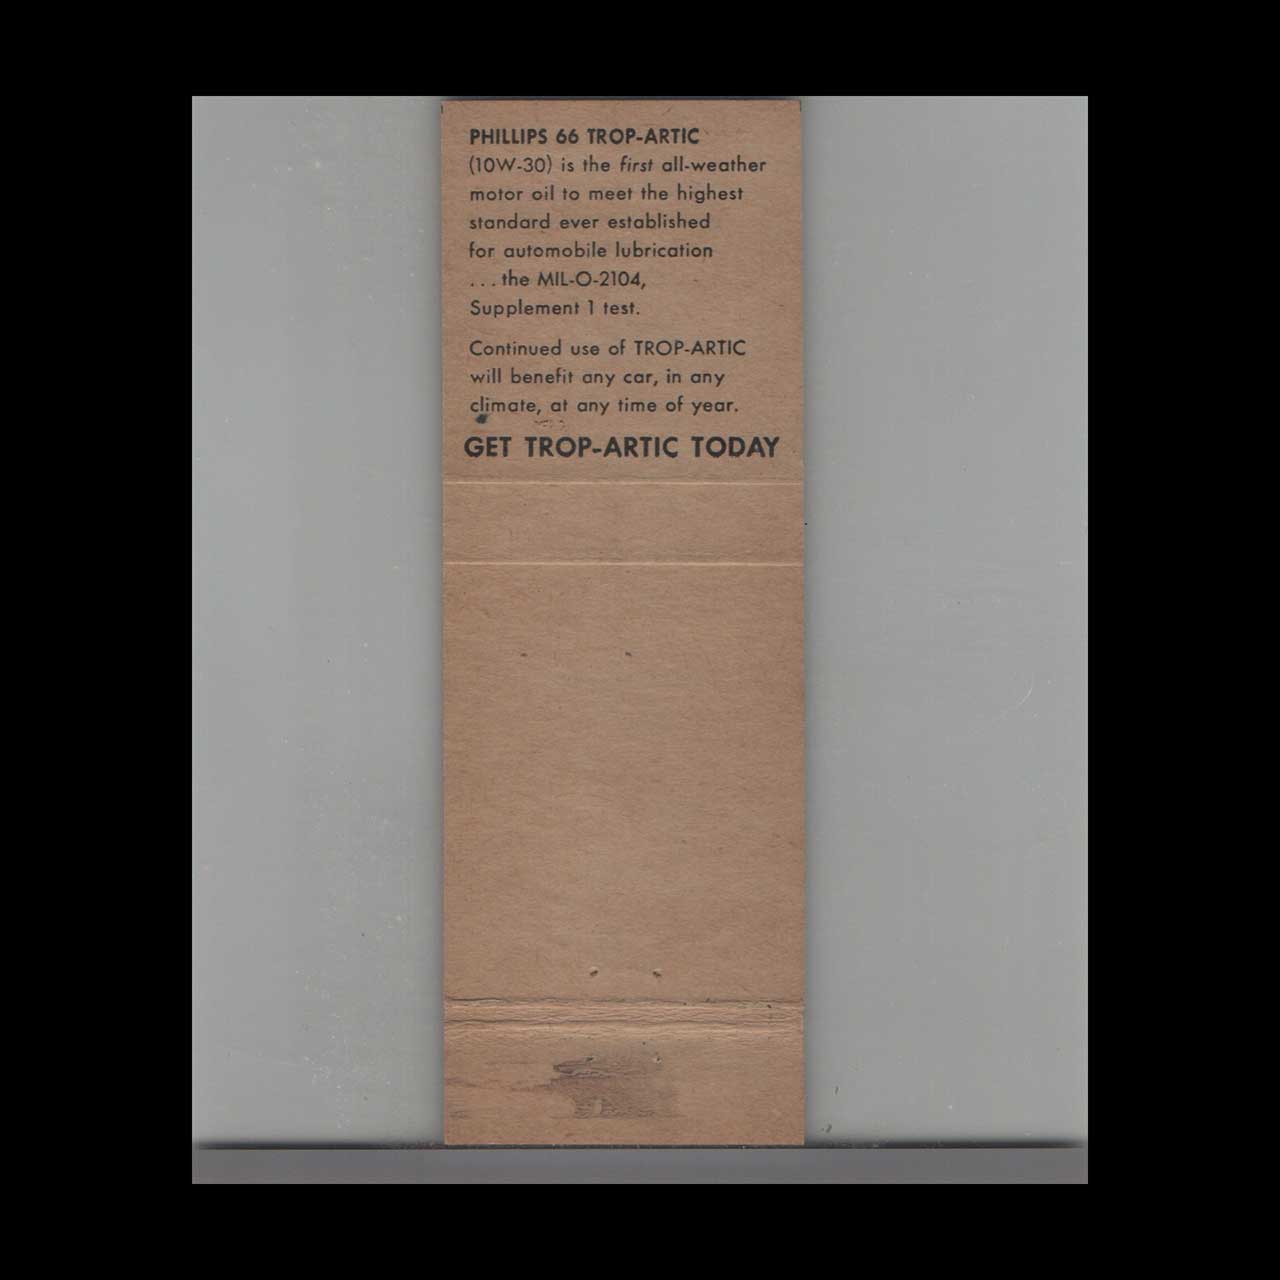 PHILLIPS 66 TROP-ARTIC
(10W-30) is the first all-weather
motor oil to meet the highest
standard ever established
for automobile lubrication
...the MIL-O-2104,
Supplement 1 test.
Continued use of TROP-ARTIC
will benefit any car, in any
climate, at any time of year.
GET TROP-ARTIC TODAY